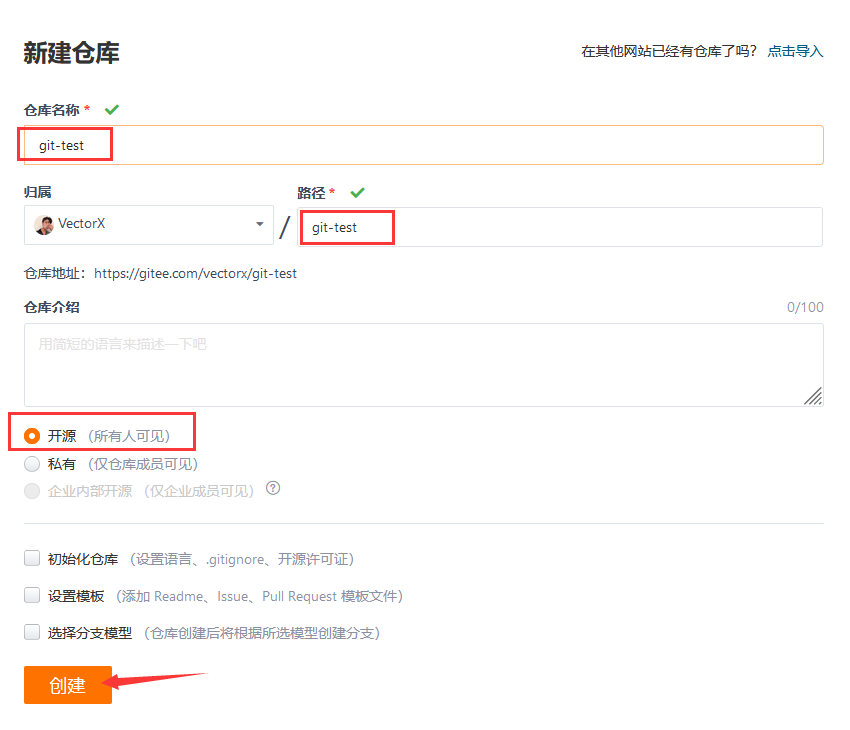 新建仓库
在其他网站已经有仓库了吗? 点击导入
仓库名称 *
git-test
归属
路径 *
VectorX
/
git-test
仓库地址：https://gitee.com/vectorx/git-test
仓库介绍
0/100
用简短的语言来描述一下吧
开源 （所有人可见）
私有 （仅仓库成员可见）
企业内部开源 （仅企业成员可见） ?
初始化仓库 （设置语言、.gitignore、开源许可证）
设置模板 （添加 Readme、Issue、Pull Request 模板文件）
选择分支模型 （仓库创建后将根据所选模型创建分支）
创建